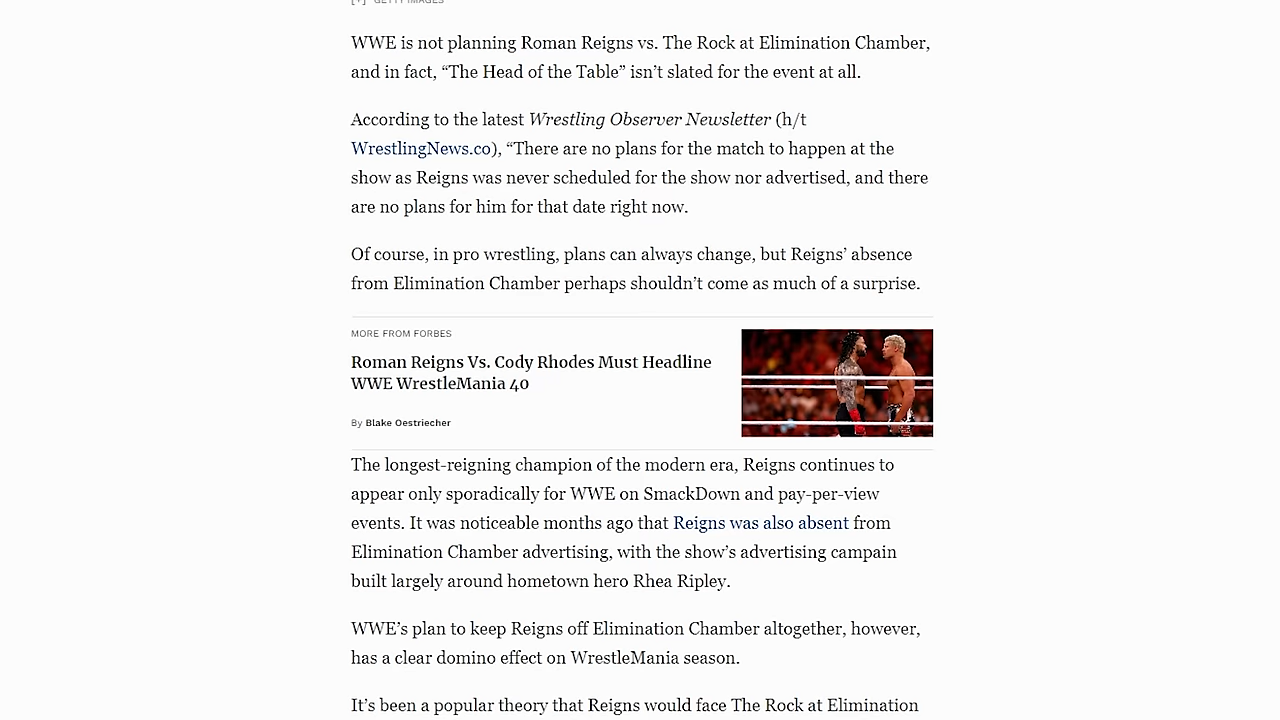 [+] GETTY IMAGES
WWE is not planning Roman Reigns vs. The Rock at Elimination Chamber,
and in fact, “The Head of the Table” isn’t slated for the event at all.
According to the latest Wrestling Observer Newsletter (h/t
WrestlingNews.co), “There are no plans for the match to happen at the
show as Reigns was never scheduled for the show nor advertised, and there
are no plans for him for that date right now.
Of course, in pro wrestling, plans can always change, but Reigns’ absence
from Elimination Chamber perhaps shouldn’t come as much of a surprise.
MORE FROM FORBES
Roman Reigns Vs. Cody Rhodes Must Headline
WWE WrestleMania 40
By Blake Oestriecher
The longest-reigning champion of the modern era, Reigns continues to
appear only sporadically for WWE on SmackDown and pay-per-view
events. It was noticeable months ago that Reigns was also absent from
Elimination Chamber advertising, with the show’s advertising campain
built largely around hometown hero Rhea Ripley.
WWE’s plan to keep Reigns off Elimination Chamber altogether, however,
has a clear domino effect on WrestleMania season.
It’s been a popular theory that Reigns would face The Rock at Elimination